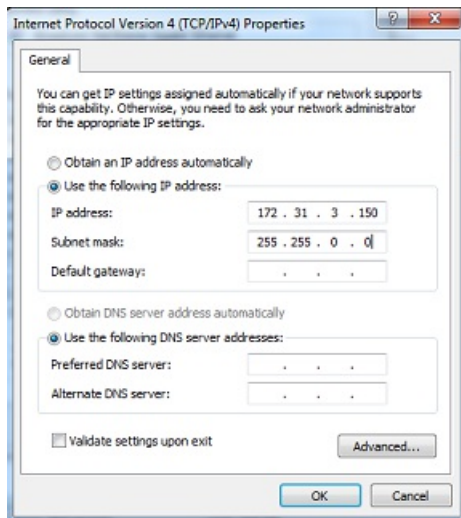 Internet Protocol Version 4 (TCP/IPv4) Properties
General
You can get IP settings assigned automatically if your network supports
this capability. Otherwise, you need to ask your network administrator
for the appropriate IP settings.
Obtain an IP address automatically
Use the following IP address:
IP address: 172 . 31 . 3 . 150
Subnet mask: 255 . 255 . 0 . 0
Default gateway: . . .
Obtain DNS server address automatically
Use the following DNS server addresses:
Preferred DNS server: . . .
Alternate DNS server: . . .
Validate settings upon exit
Advanced...
OK Cancel